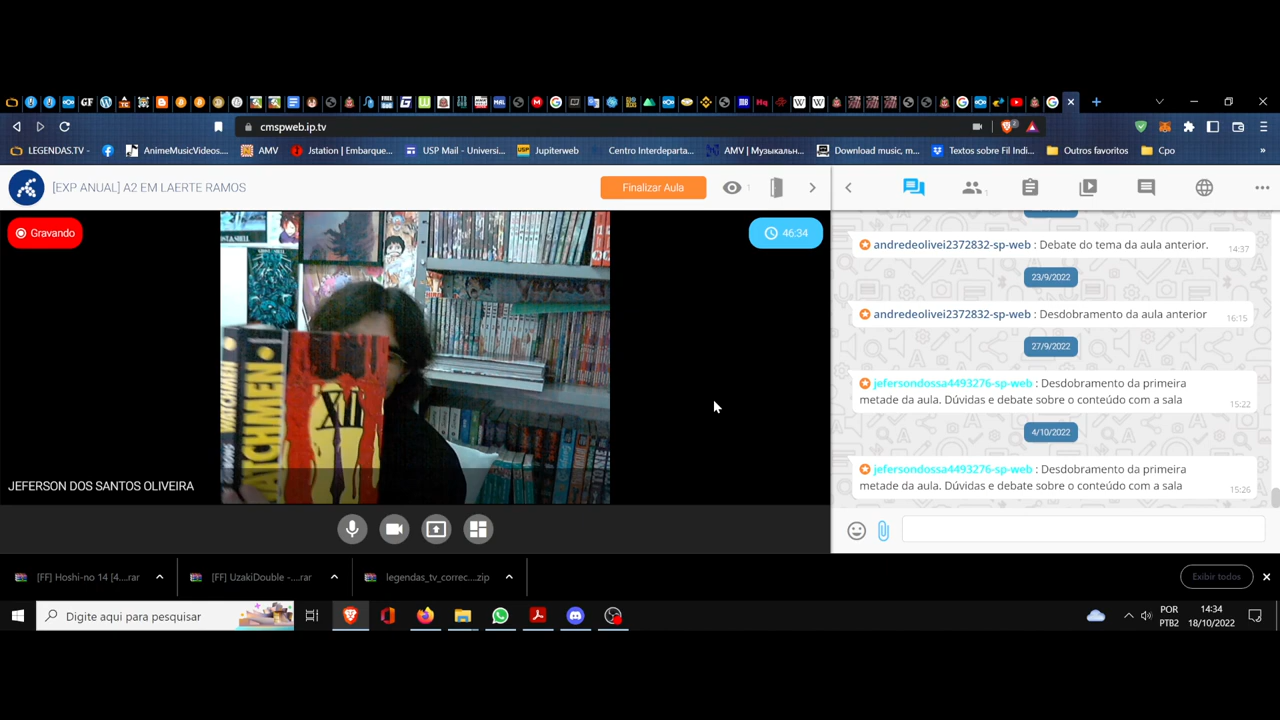 cmspweb.ip.tv
2
LEGENDAS.TV -
AnimeMusicVideos...
AMV
Jstation | Embarque...
USP Mail - Universi...
Jupiterweb
Centro Interdeparta...
AMV | Музыкальн...
Download music, m...
Textos sobre Fil Indi...
Outros favoritos
Cpo
»
[EXP ANUAL] A2 EM LAERTE RAMOS
Finalizar Aula
1
1
Gravando
46:34
WATCHMEN
WATCHMEN
XII
JEFERSON DOS SANTOS OLIVEIRA
andredeolivei2372832-sp-web : Debate do tema da aula anterior.
14:37
23/9/2022
andredeolivei2372832-sp-web : Desdobramento da aula anterior
16:15
27/9/2022
jefersondossa4493276-sp-web : Desdobramento da primeira
metade da aula. Dúvidas e debate sobre o conteúdo com a sala
15:22
4/10/2022
jefersondossa4493276-sp-web : Desdobramento da primeira
metade da aula. Dúvidas e debate sobre o conteúdo com a sala
15:26
[FF] Hoshi-no 14 [4....rar
[FF] UzakiDouble -....rar
legendas_tv_correc....zip
Exibir todos
Digite aqui para pesquisar
POR
PTB2
14:34
18/10/2022